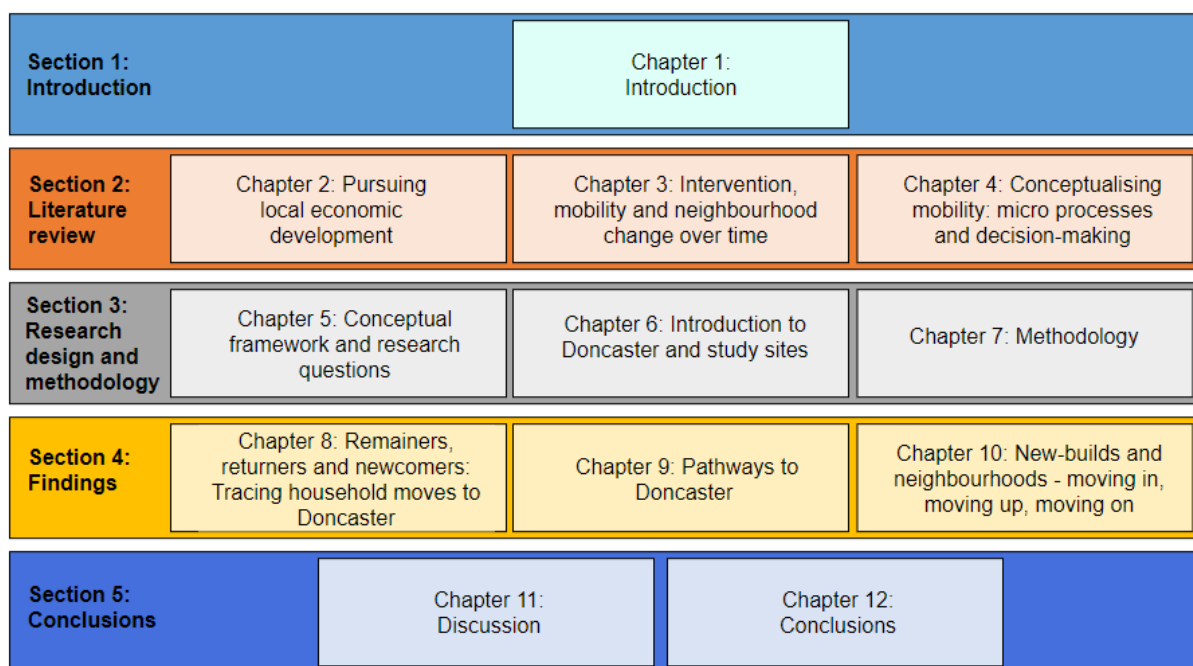 Section 1:
Introduction
Chapter 1:
Introduction
Section 2:
Literature
review
Chapter 2: Pursuing
local economic
development
Chapter 3: Intervention,
mobility and neighbourhood
change over time
Chapter 4: Conceptualising
mobility: micro processes
and decision-making
Section 3:
Research
design and
methodology
Chapter 5: Conceptual
framework and research
questions
Chapter 6: Introduction to
Doncaster and study sites
Chapter 7: Methodology
Section 4:
Findings
Chapter 8: Remainers,
returners and newcomers:
Tracing household moves to
Doncaster
Chapter 9: Pathways to
Doncaster
Chapter 10: New-builds and
neighbourhoods - moving in,
moving up, moving on
Section 5:
Conclusions
Chapter 11:
Discussion
Chapter 12:
Conclusions